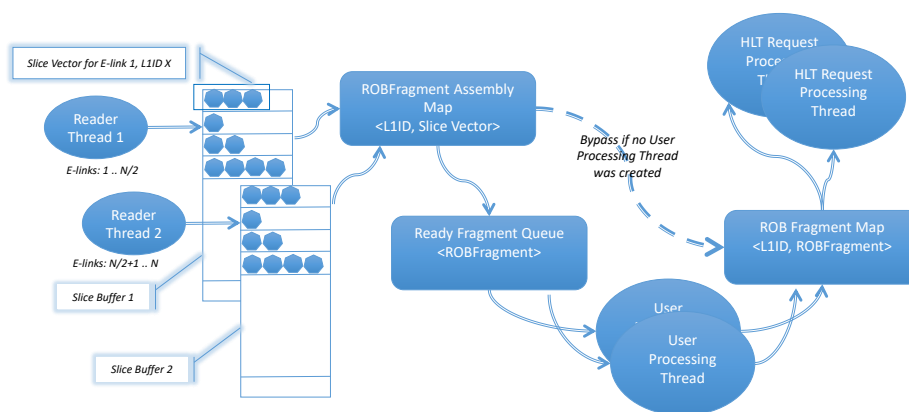 Slice Vector for E-link 1, L1ID X
Reader
Thread 1
E-links: 1 .. N/2
Reader
Thread 2
E-links: N/2+1 .. N
Slice Buffer 1
Slice Buffer 2
ROBFragment Assembly
Map
<L1ID, Slice Vector>
Ready Fragment Queue
<ROBFragment>
Bypass if no User
Processing Thread
was created
User
User
Processing
Thread
ROB Fragment Map
<L1ID, ROBFragment>
HLT Request
HLT Request
Processing
Thread